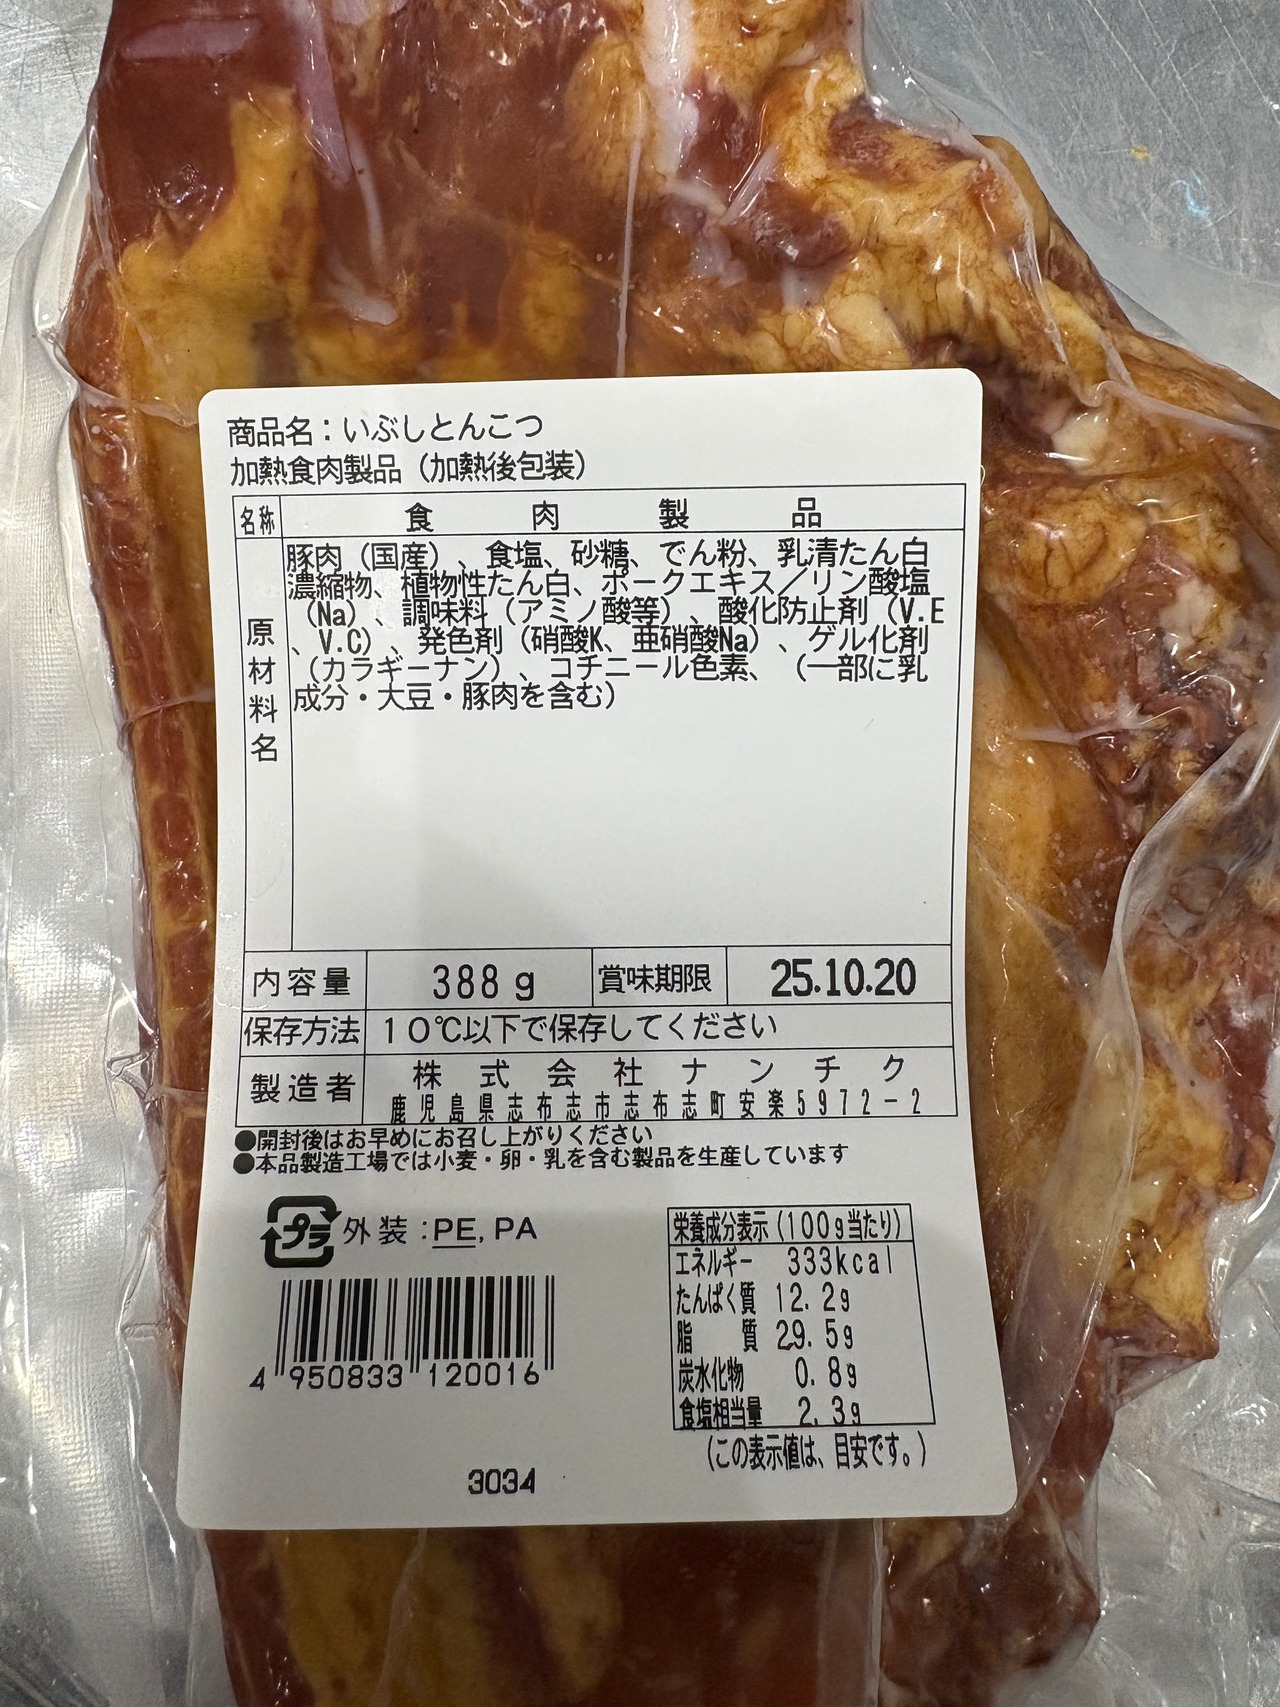 商品名：いぶしとんこつ
加熱食肉製品（加熱後包装）
名称 食肉製品
原材料名 豚肉（国産）、食塩、砂糖、でん粉、乳清たん白
濃縮物、植物性たん白、ポークエキス／リン酸塩
（Na）、調味料（アミノ酸等）、酸化防止剤（V.E
、V.C）、発色剤（硝酸K、亜硝酸Na）、ゲル化剤
（カラギーナン）、コチニール色素、（一部に乳
成分・大豆・豚肉を含む）
内容量 388g 賞味期限 25.10.20
保存方法 10℃以下で保存してください
製造者 株式会社ナンチク
鹿児島県志布志市志布志町安楽5972-2
●開封後はお早めにお召し上がりください
●本品製造工場では小麦・卵・乳を含む製品を生産しています
プラ 外装：PE, PA
4 950833 120016
3034
栄養成分表示（100g当たり）
エネルギー 333kcal
たんぱく質 12.2g
脂質 29.5g
炭水化物 0.8g
食塩相当量 2.3g
（この表示値は、目安です。）